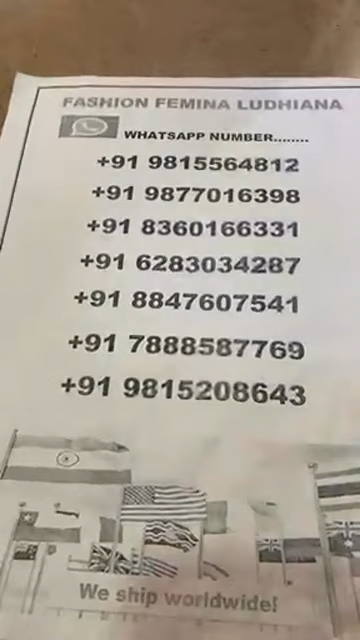 FASHION FEMINA LUDHIANA
WHATSAPP NUMBER........
+91 9815564812
+91 9877016398
+91 8360166331
+91 6283034287
+91 8847607541
+91 7888587769
+91 9815208643
We ship worldwide!